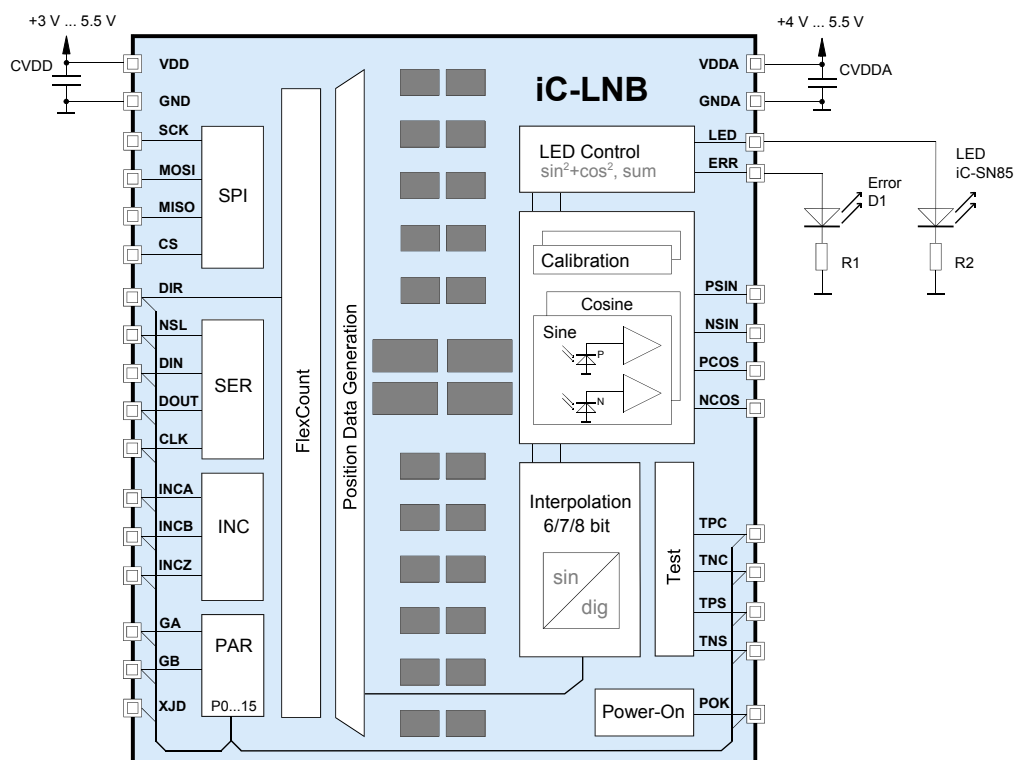 +3 V ... 5.5 V
CVDD
VDD
GND
SCK
MOSI
MISO
CS
SPI
DIR
NSL
DIN
DOUT
CLK
SER
INCA
INCB
INCZ
INC
GA
GB
XJD
PAR
P0...15
FlexCount
Position Data Generation
iC-LNB
LED Control
sin²+cos², sum
Calibration
Cosine
Sine
P
N
Interpolation
6/7/8 bit
sin
dig
Test
Power-On
+4 V ... 5.5 V
VDDA
CVDDA
GNDA
LED
ERR
PSIN
NSIN
PCOS
NCOS
TPC
TNC
TPS
TNS
POK
Error
D1
R1
LED
iC-SN85
R2